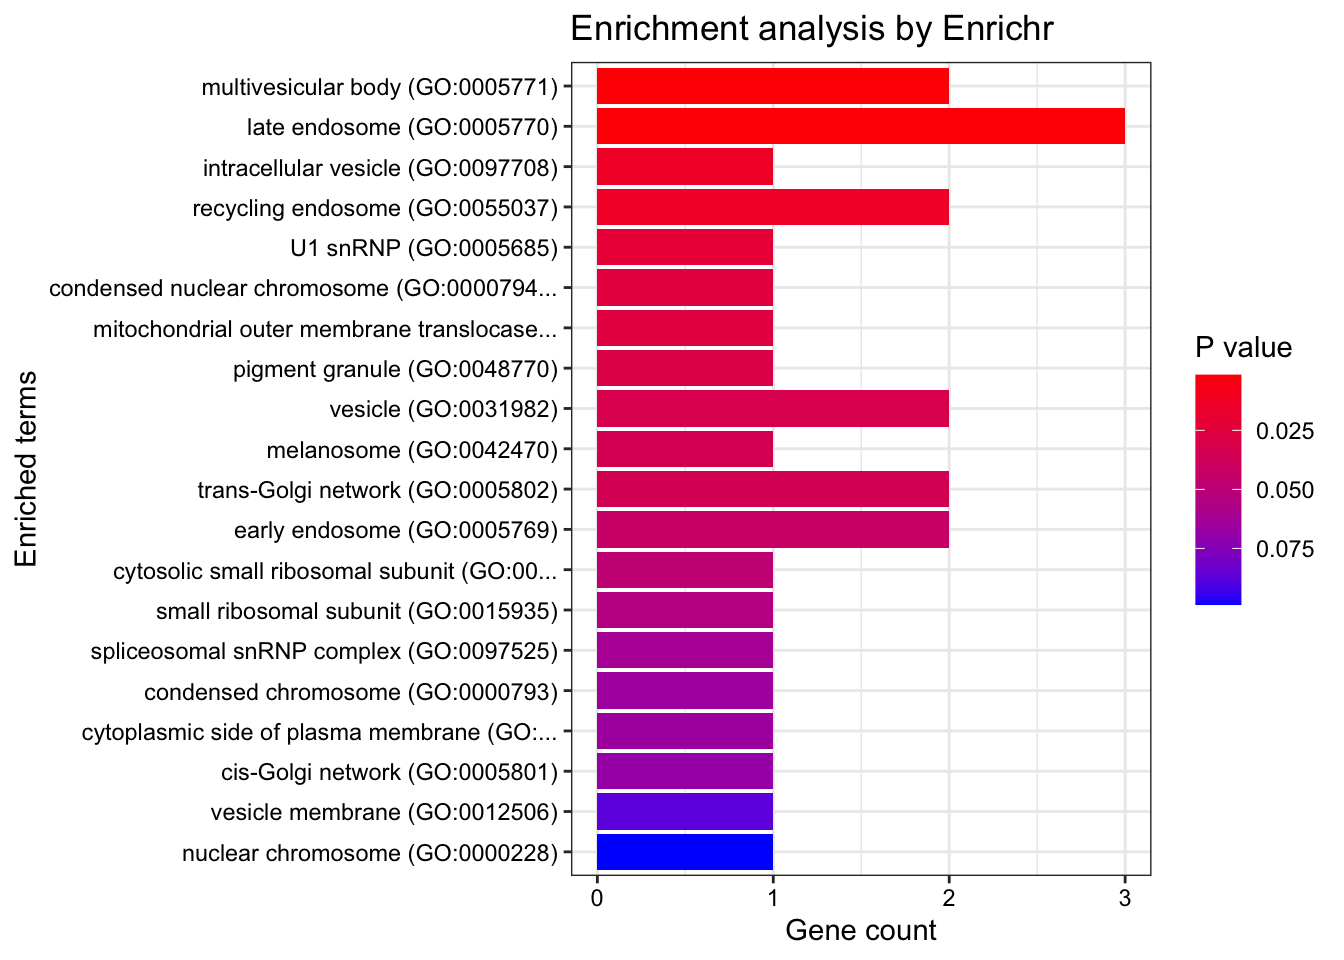 Enrichment analysis by Enrichr
multivesicular body (GO:0005771)
late endosome (GO:0005770)
intracellular vesicle (GO:0097708)
recycling endosome (GO:0055037)
U1 snRNP (GO:0005685)
condensed nuclear chromosome (GO:0000794...
mitochondrial outer membrane translocase...
pigment granule (GO:0048770)
vesicle (GO:0031982)
melanosome (GO:0042470)
trans-Golgi network (GO:0005802)
early endosome (GO:0005769)
cytosolic small ribosomal subunit (GO:00...
small ribosomal subunit (GO:0015935)
spliceosomal snRNP complex (GO:0097525)
condensed chromosome (GO:0000793)
cytoplasmic side of plasma membrane (GO:...
cis-Golgi network (GO:0005801)
vesicle membrane (GO:0012506)
nuclear chromosome (GO:0000228)
Enriched terms
0 1 2 3
Gene count
P value
0.025
0.050
0.075